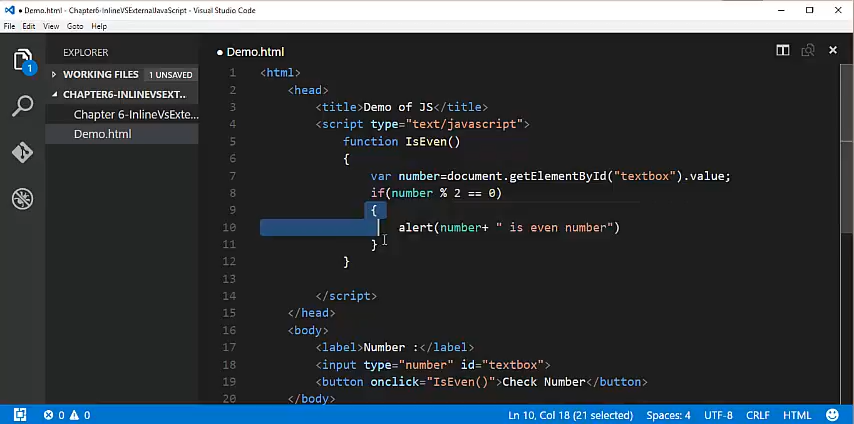 Demo.html - Chapter6-InlineVSExternalJavaScript - Visual Studio Code
File Edit View Goto Help
EXPLORER
WORKING FILES 1 UNSAVED
CHAPTER6-INLINEVSEXT...
Chapter 6-InlineVsExte...
Demo.html
1
Demo.html
1 <html>
2 <head>
3 <title>Demo of JS</title>
4 <script type="text/javascript">
5 function IsEven()
6 {
7 var number=document.getElementById("textbox").value;
8 if(number % 2 == 0)
9 {
10 alert(number+ " is even number")
11 }
12 }
13
14 </script>
15 </head>
16 <body>
17 <label>Number :</label>
18 <input type="number" id="textbox">
19 <button onclick="IsEven()">Check Number</button>
20 </body>
0 0 Ln 10, Col 18 (21 selected) Spaces: 4 UTF-8 CRLF HTML